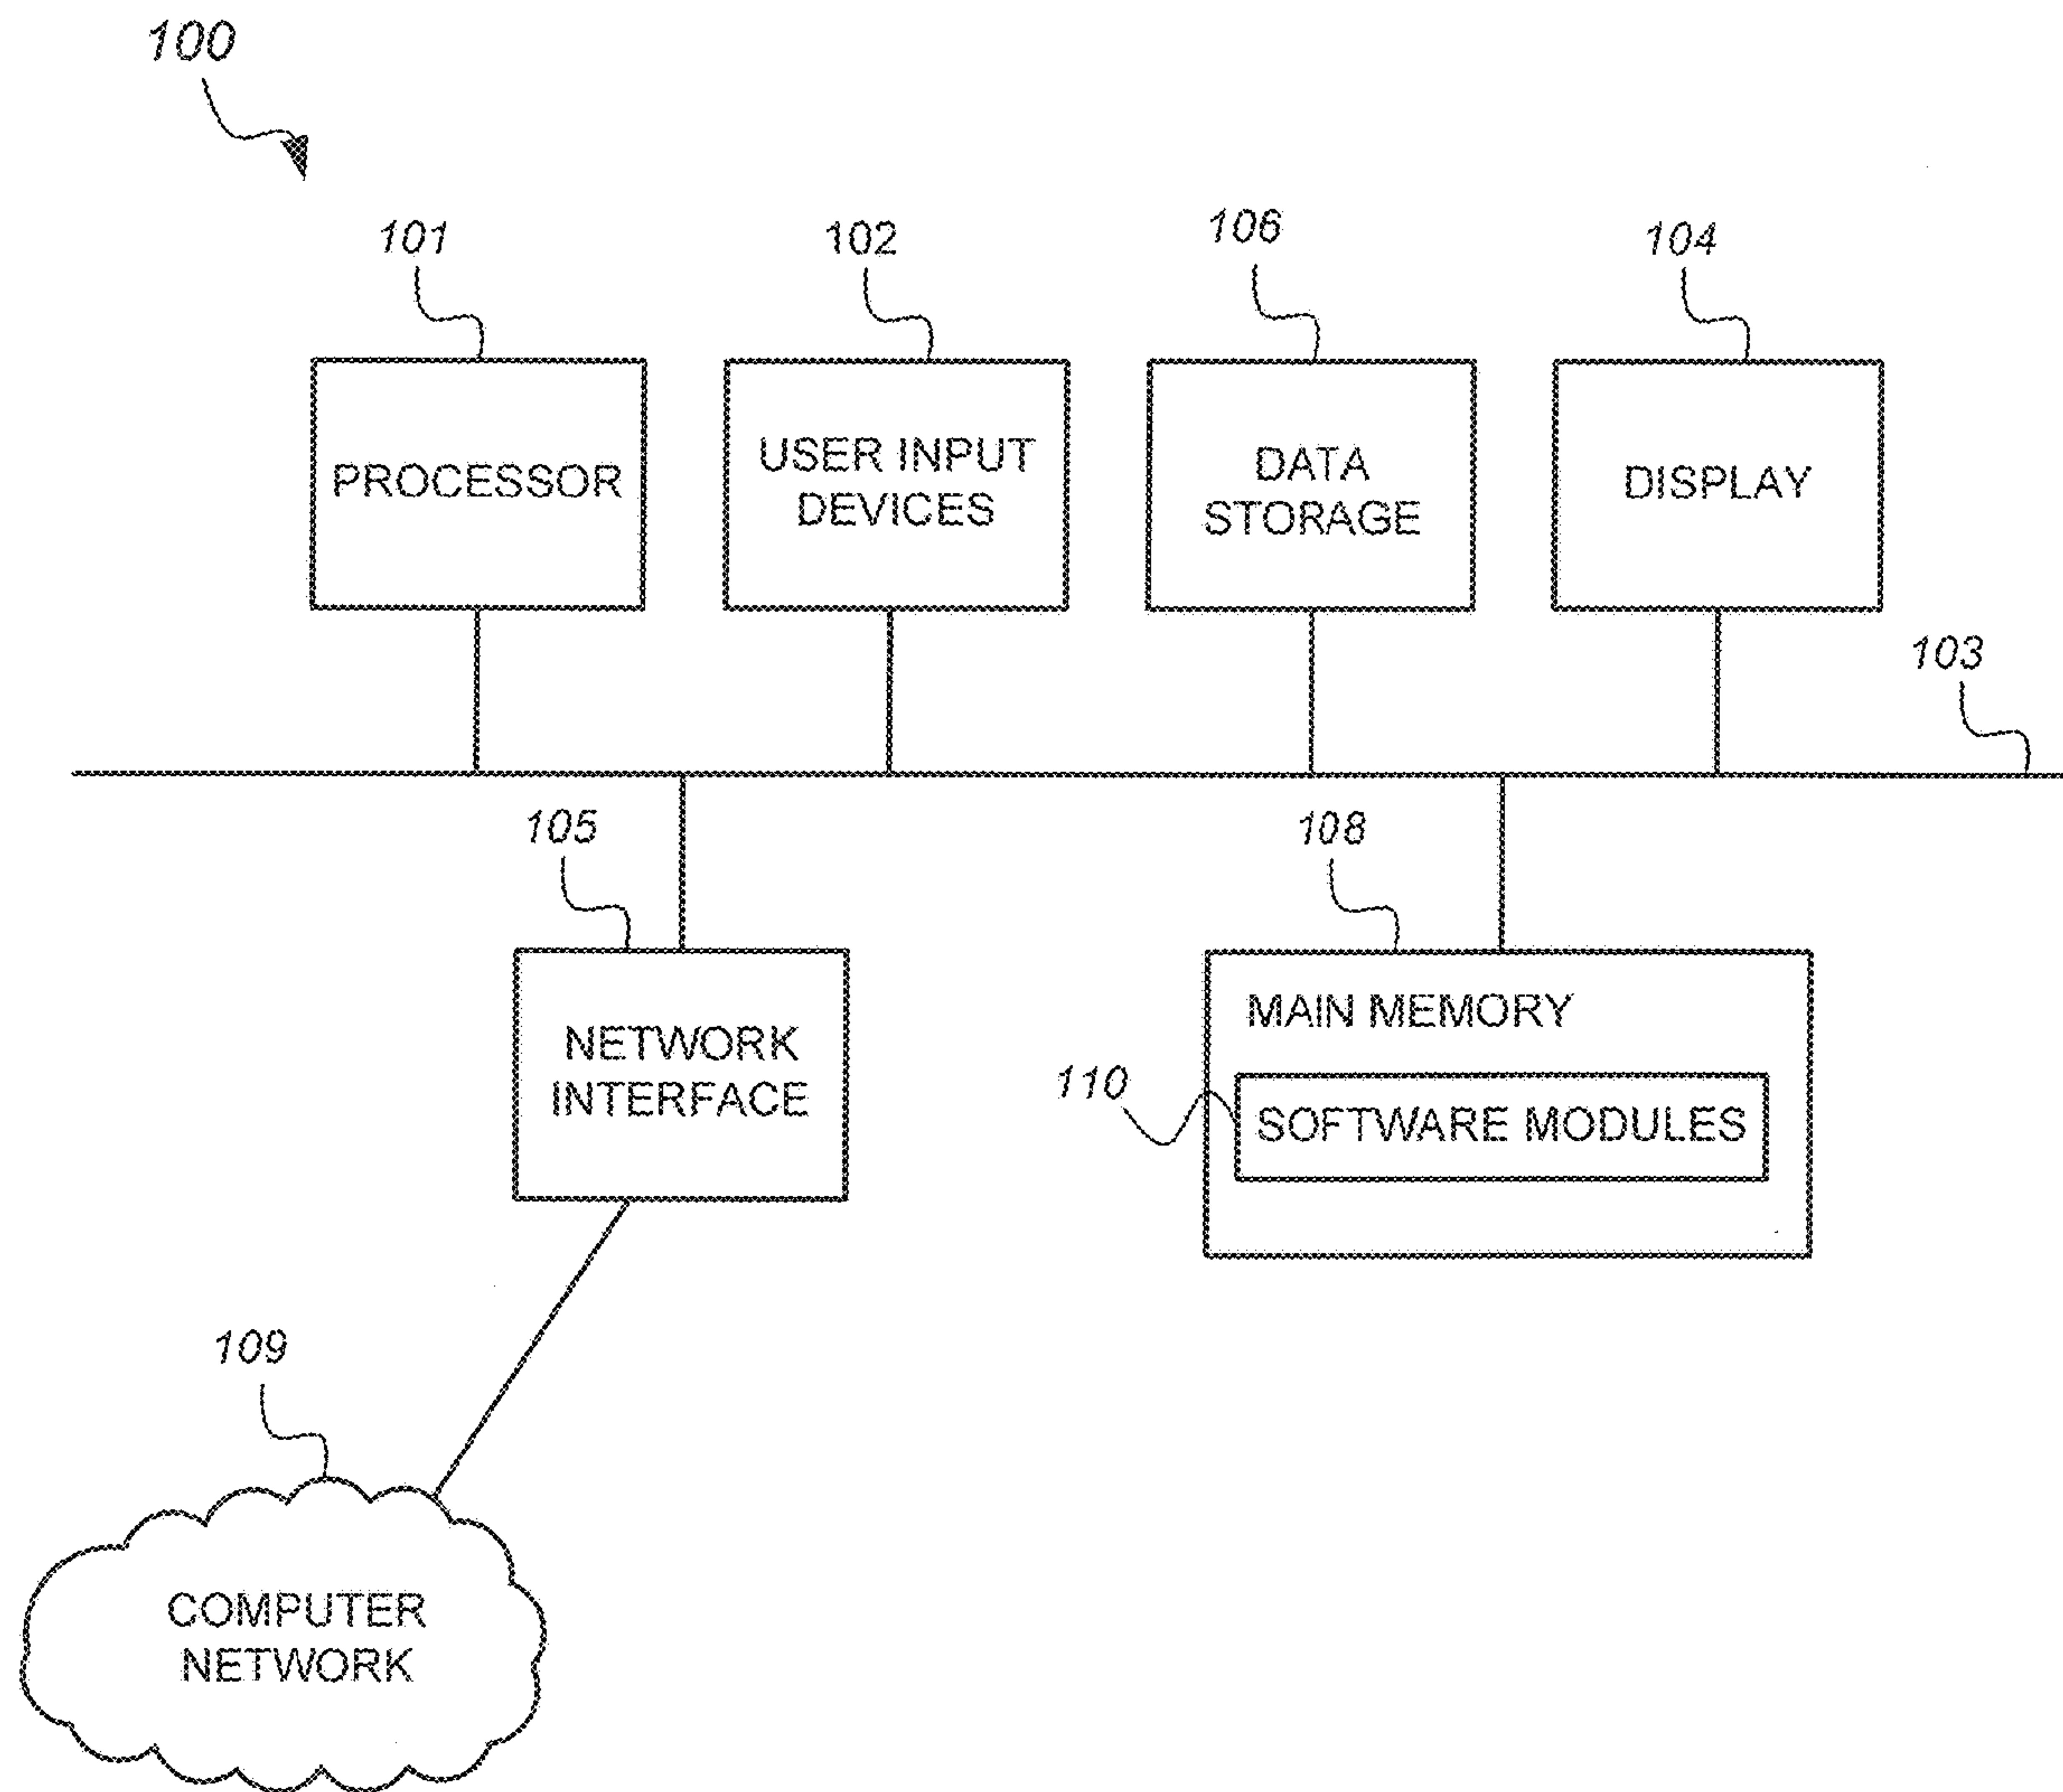 100
101
102
106
104
PROCESSOR
USER INPUT
DEVICES
DATA
STORAGE
DISPLAY
103
105
108
NETWORK
INTERFACE
MAIN MEMORY
110
SOFTWARE MODULES
109
COMPUTER
NETWORK